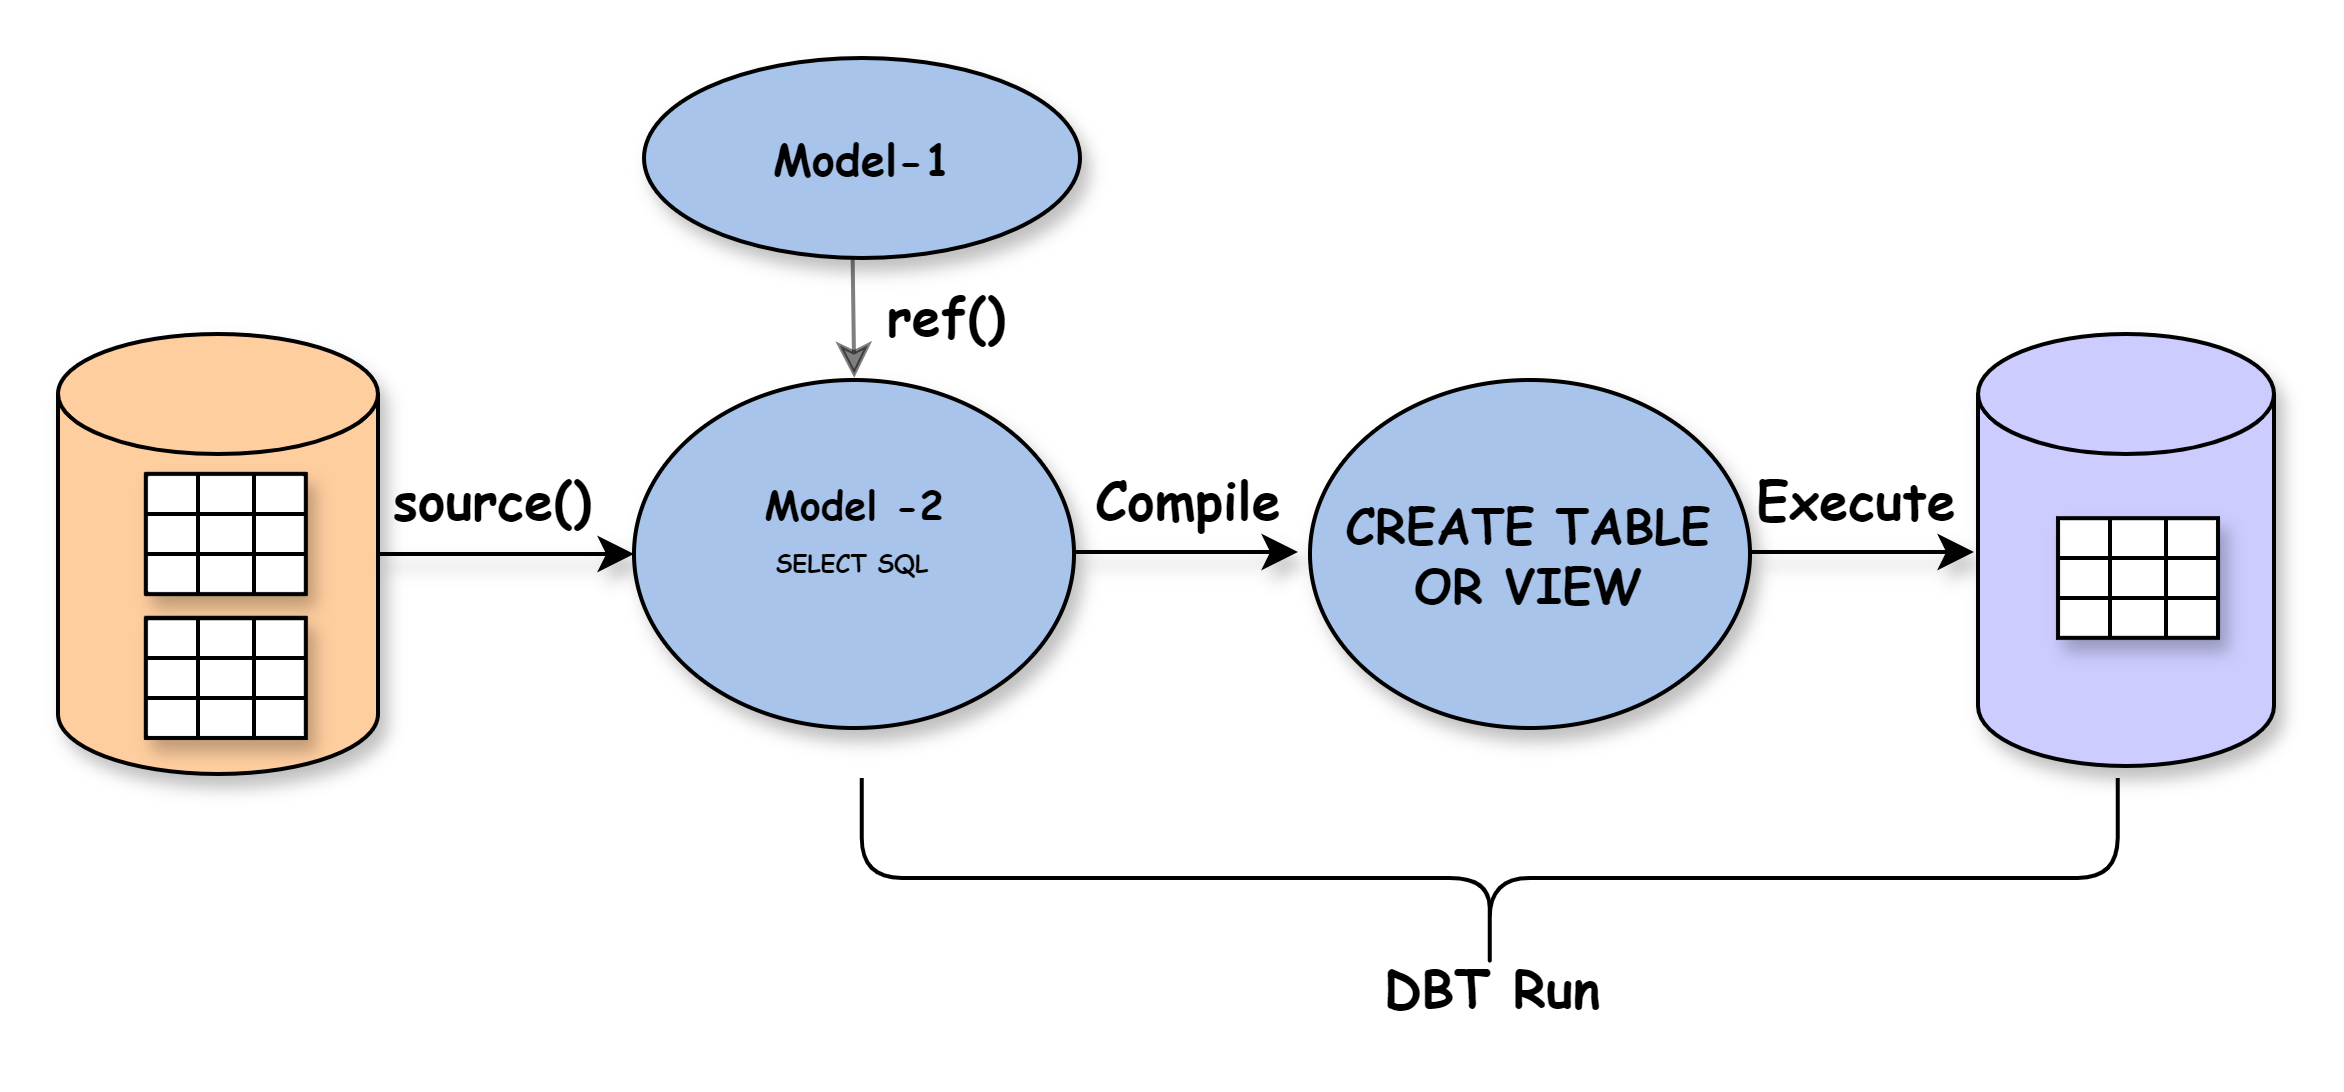 Model-1
ref()
source()
Model -2
SELECT SQL
Compile
CREATE TABLE
OR VIEW
Execute
DBT Run